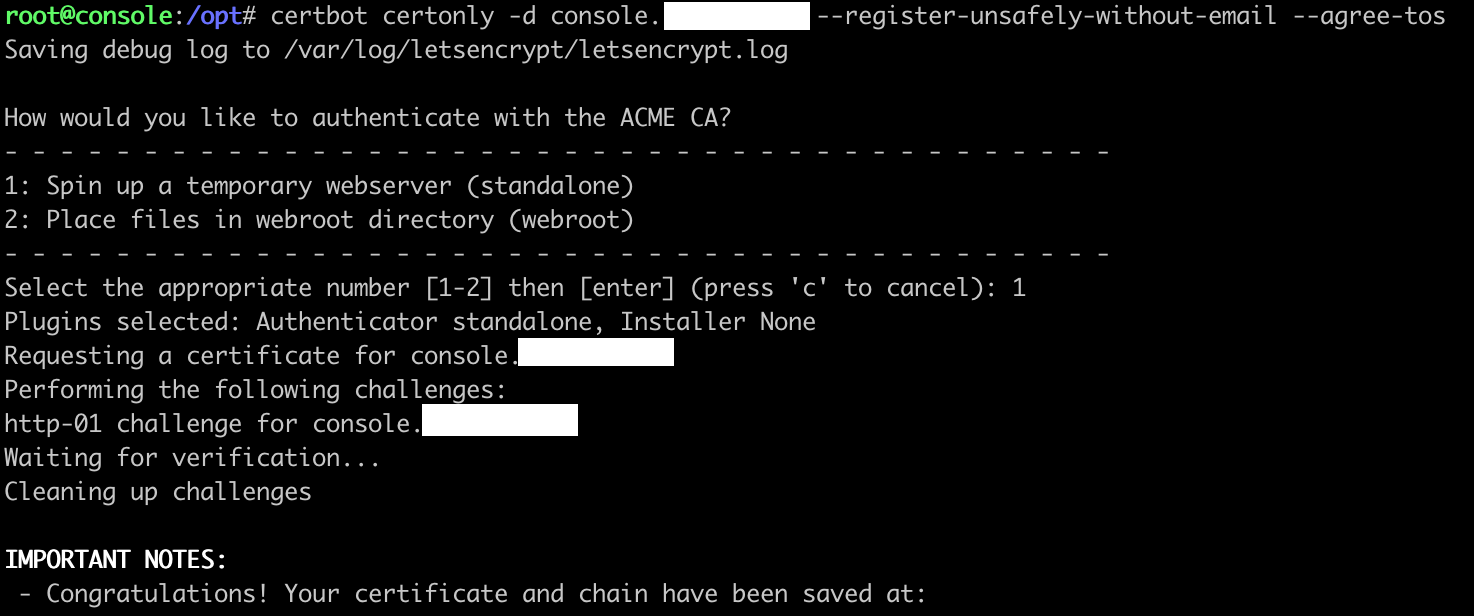 root@console:/opt# certbot certonly -d console. --register-unsafely-without-email --agree-tos
Saving debug log to /var/log/letsencrypt/letsencrypt.log
How would you like to authenticate with the ACME CA?
- - - - - - - - - - - - - - - - - - - - - - - - - - - - - - - - - - - - - - - -
1: Spin up a temporary webserver (standalone)
2: Place files in webroot directory (webroot)
- - - - - - - - - - - - - - - - - - - - - - - - - - - - - - - - - - - - - - - -
Select the appropriate number [1-2] then [enter] (press 'c' to cancel): 1
Plugins selected: Authenticator standalone, Installer None
Requesting a certificate for console.
Performing the following challenges:
http-01 challenge for console.
Waiting for verification...
Cleaning up challenges
IMPORTANT NOTES:
- Congratulations! Your certificate and chain have been saved at: